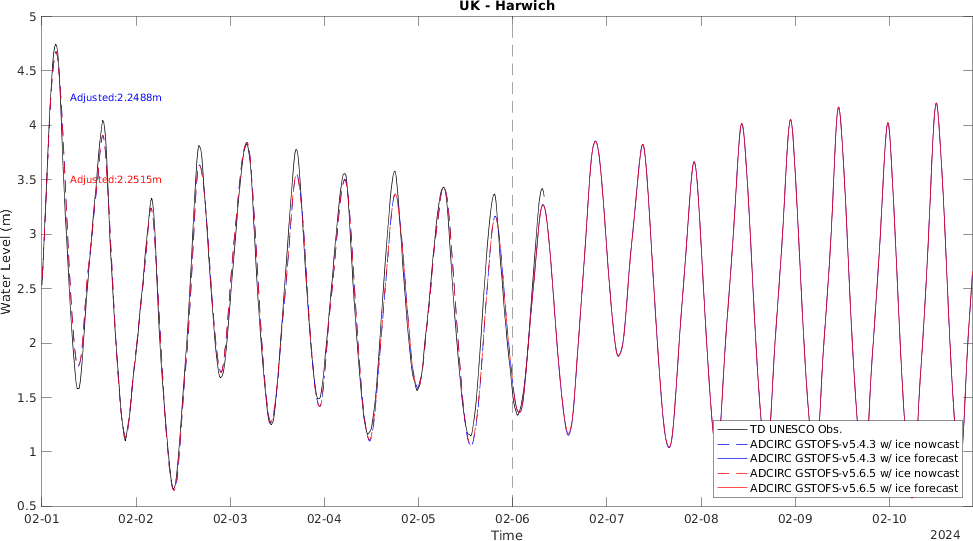 UK - Harwich
5
4.5
4
3.5
3
2.5
2
1.5
1
0.5
Water Level (m)
Adjusted:2.2488m
Adjusted:2.2515m
TD UNESCO Obs.
ADCIRC GSTOFS-v5.4.3 w/ ice nowcast
ADCIRC GSTOFS-v5.4.3 w/ ice forecast
ADCIRC GSTOFS-v5.6.5 w/ ice nowcast
ADCIRC GSTOFS-v5.6.5 w/ ice forecast
02-01 02-02 02-03 02-04 02-05 02-06 02-07 02-08 02-09 02-10
Time
2024